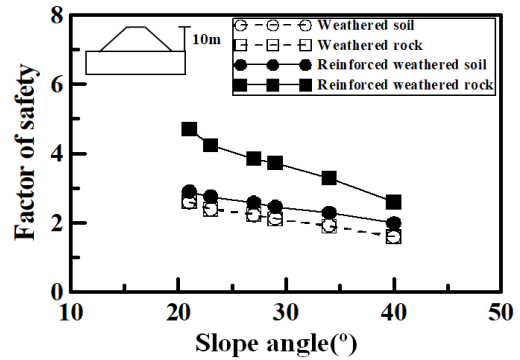 8
6
4
2
0
Factor of safety
10m
Weathered soil
Weathered rock
Reinforced weathered soil
Reinforced weathered rock
10 20 30 40 50
Slope angle(º)